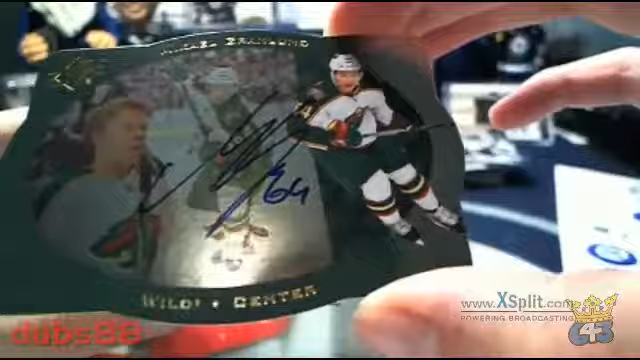 MIKAEL GRANLUND
WILD • CENTER
64
www.XSplit.com
POWERING BROADCASTING
dubs88
43